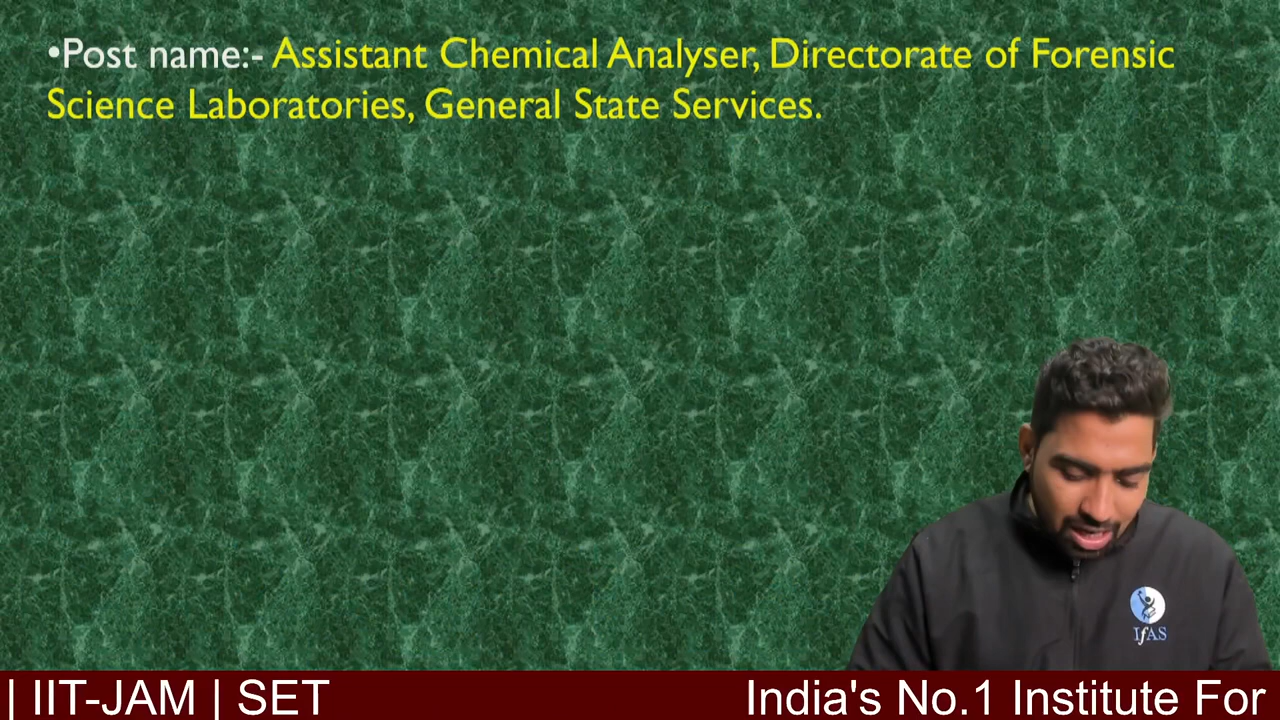 •Post name:- Assistant Chemical Analyser, Directorate of Forensic
Science Laboratories, General State Services.
IfAS
| IIT-JAM | SET India's No.1 Institute For